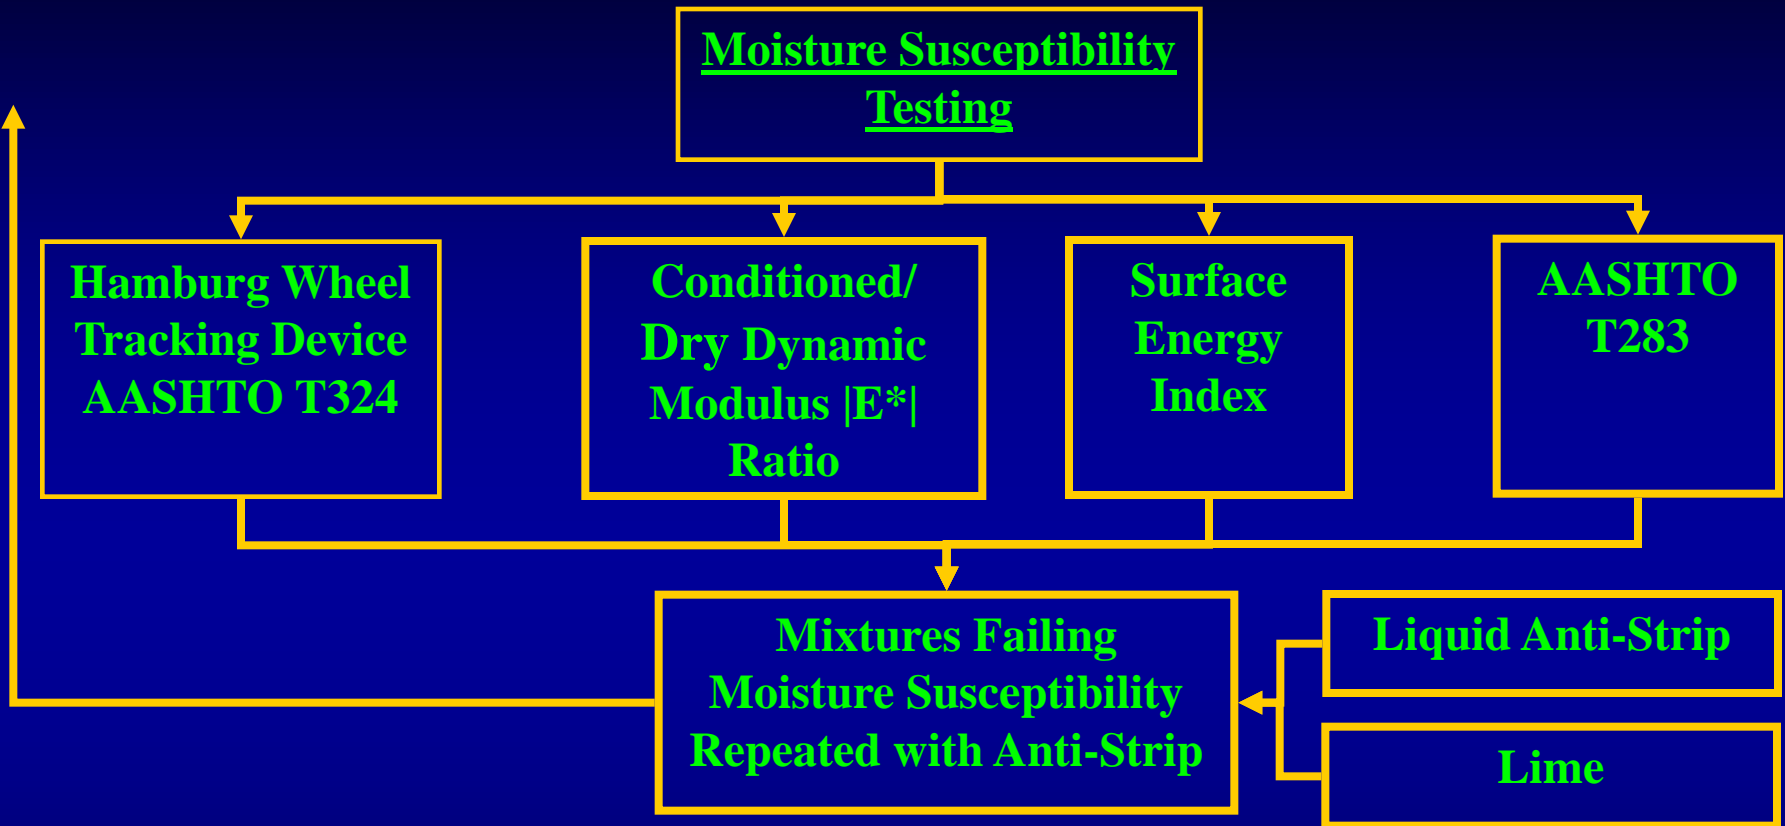 Moisture Susceptibility
Testing
Hamburg Wheel
Tracking Device
AASHTO T324
Conditioned/
Dry Dynamic
Modulus |E*|
Ratio
Surface
Energy
Index
AASHTO
T283
Mixtures Failing
Moisture Susceptibility
Repeated with Anti-Strip
Liquid Anti-Strip
Lime